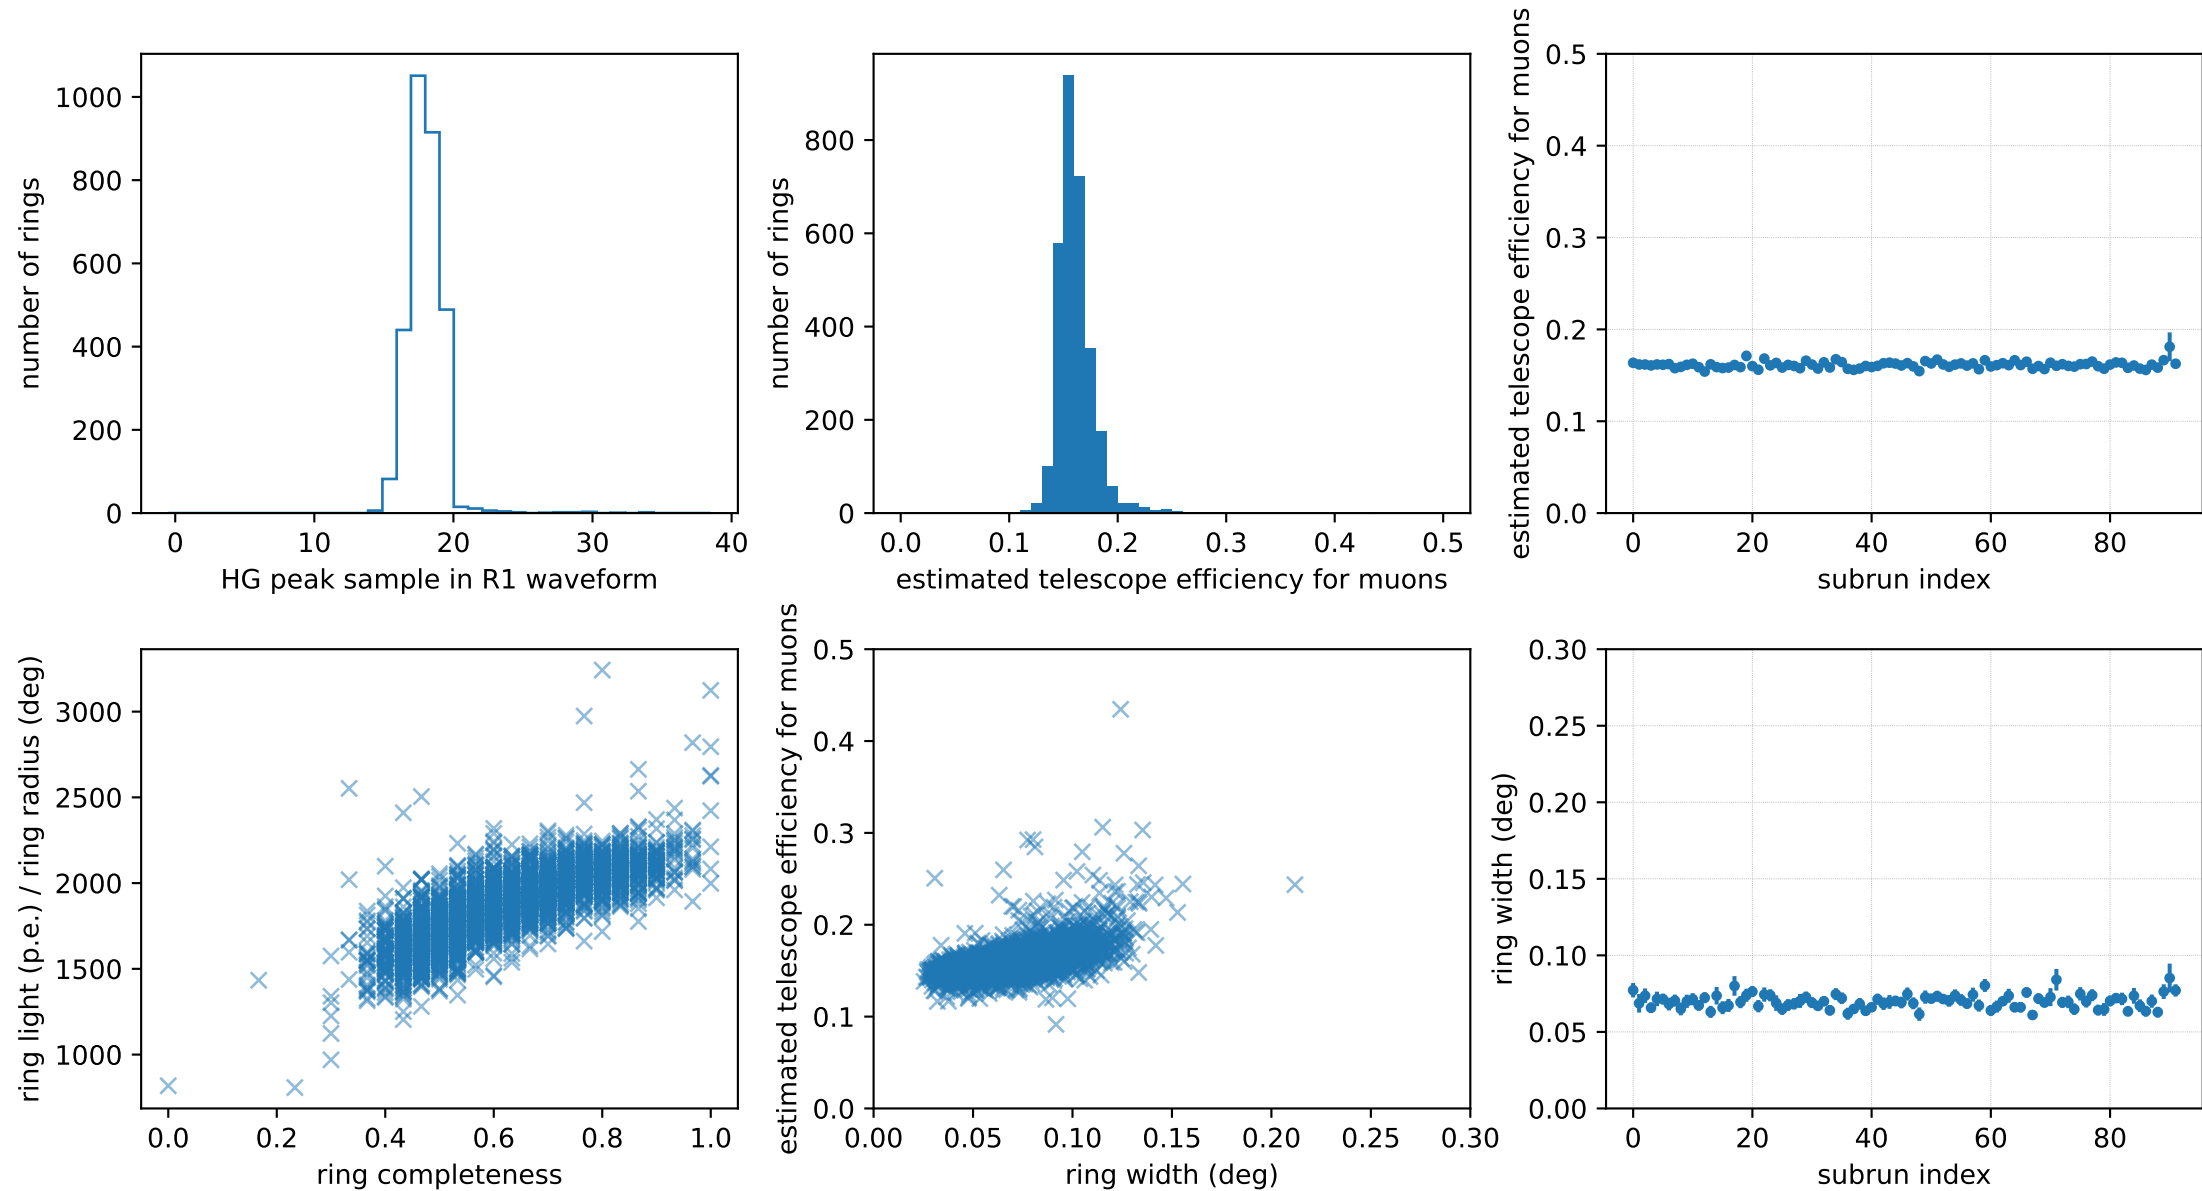 number of rings
1000
800
600
400
200
0
0 10 20 30 40
HG peak sample in R1 waveform
number of rings
800
600
400
200
0
0.0 0.1 0.2 0.3 0.4 0.5
estimated telescope efficiency for muons
estimated telescope efficiency for muons
0.5
0.4
0.3
0.2
0.1
0.0
0 20 40 60 80
subrun index
ring light (p.e.) / ring radius (deg)
3000
2500
2000
1500
1000
0.0 0.2 0.4 0.6 0.8 1.0
ring completeness
estimated telescope efficiency for muons
0.5
0.4
0.3
0.2
0.1
0.0
0.00 0.05 0.10 0.15 0.20 0.25 0.30
ring width (deg)
ring width (deg)
0.30
0.25
0.20
0.15
0.10
0.05
0.00
0 20 40 60 80
subrun index